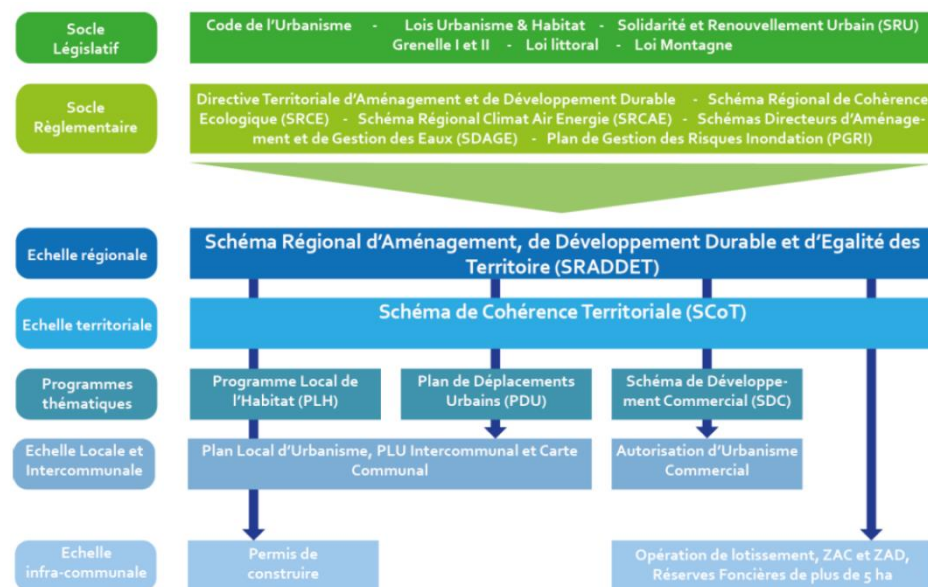 Socle
Législatif
Code de l'Urbanisme - Lois Urbanisme & Habitat - Solidarité et Renouvellement Urbain (SRU)
Grenelle I et II - Loi littoral - Loi Montagne
Socle
Règlementaire
Directive Territoriale d'Aménagement et de Développement Durable - Schéma Régional de Cohèrence
Ecologique (SRCE) - Schéma Régional Climat Air Energie (SRCAE) - Schémas Directeurs d'Aménage-
ment et de Gestion des Eaux (SDAGE) - Plan de Gestion des Risques Inondation (PGRI)
Echelle régionale
Schéma Régional d'Aménagement, de Développement Durable et d'Egalité des
Territoire (SRADDET)
Echelle territoriale
Schéma de Cohérence Territoriale (SCoT)
Programmes
thématiques
Programme Local de
l'Habitat (PLH)
Plan de Déplacements
Urbains (PDU)
Schéma de Développe-
ment Commercial (SDC)
Echelle Locale et
Intercommunale
Plan Local d'Urbanisme, PLU Intercommunal et Carte
Communal
Autorisation d'Urbanisme
Commercial
Echelle
infra-communale
Permis de
construire
Opération de lotissement, ZAC et ZAD,
Réserves Foncières de plus de 5 ha